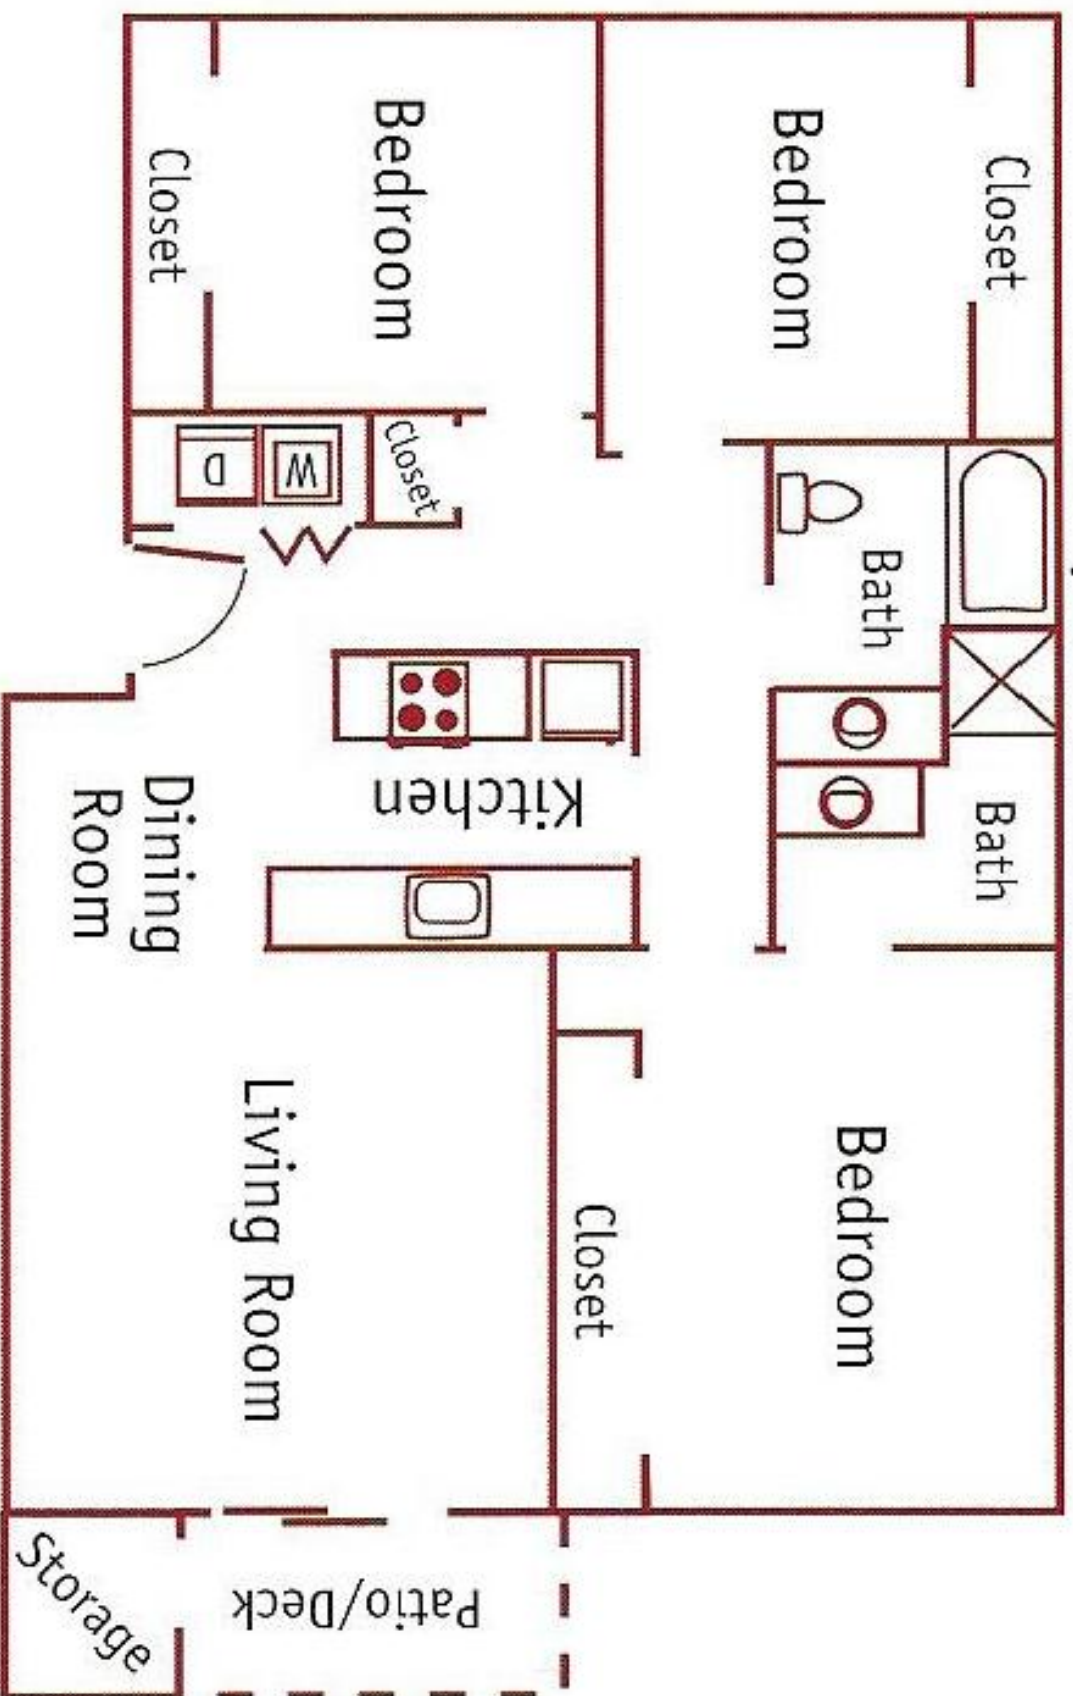 Closet
Bedroom
Bedroom
Closet
D
W
Closet
Bath
Bath
Kitchen
Dining
Room
Living Room
Closet
Bedroom
Storage
Patio/Deck